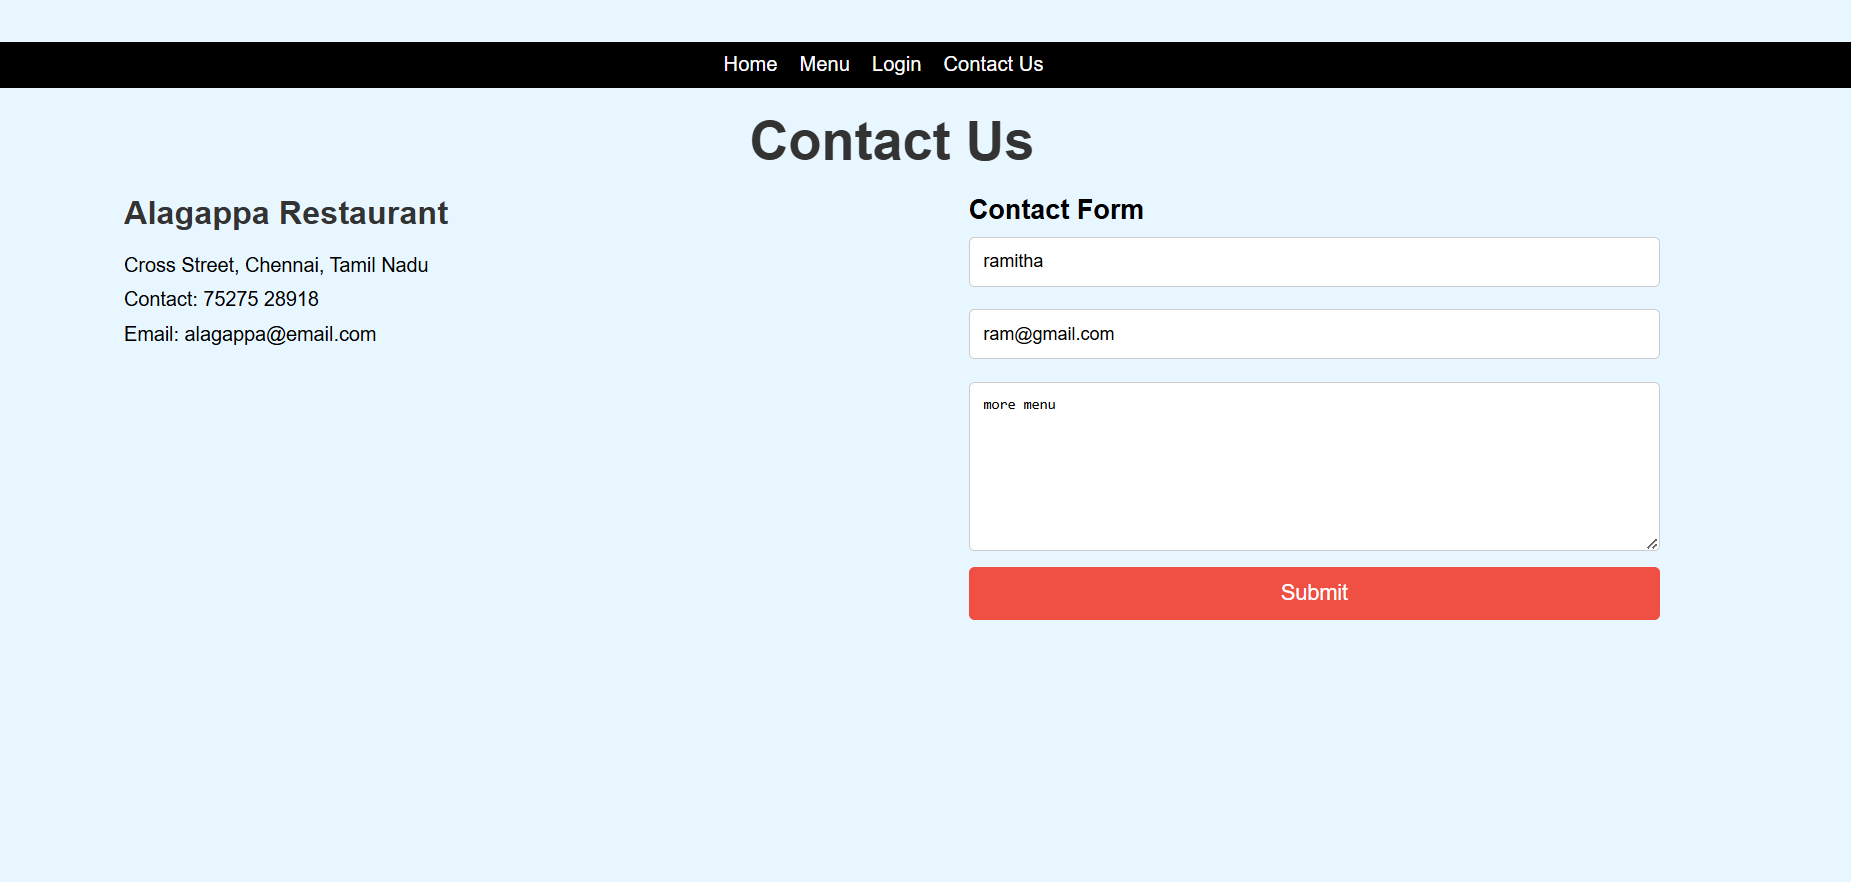 Home Menu Login Contact Us
Contact Us
Alagappa Restaurant
Cross Street, Chennai, Tamil Nadu
Contact: 75275 28918
Email: alagappa@email.com
Contact Form
ramitha
ram@gmail.com
more menu
Submit